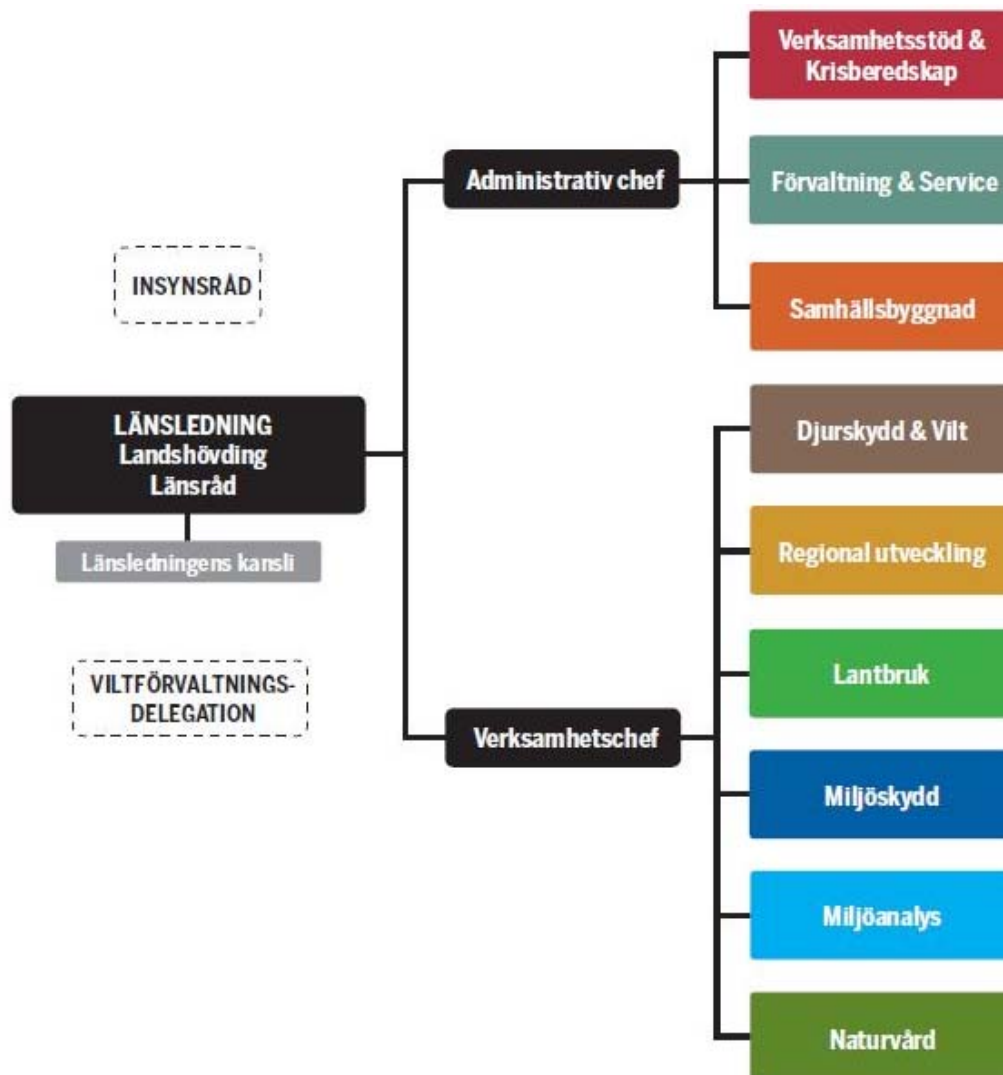 Verksamhetsstöd &
Krisberedskap
Administrativ chef
Förvaltning & Service
INSYNSRÅD
Samhällsbyggnad
LÄNSLEDNING
Landshövding
Länsråd
Djurskydd & Vilt
Länsledningens kansli
Regional utveckling
VILTFÖRVALTNINGS-
DELEGATION
Lantbruk
Verksamhetschef
Miljöskydd
Miljöanalys
Naturvård